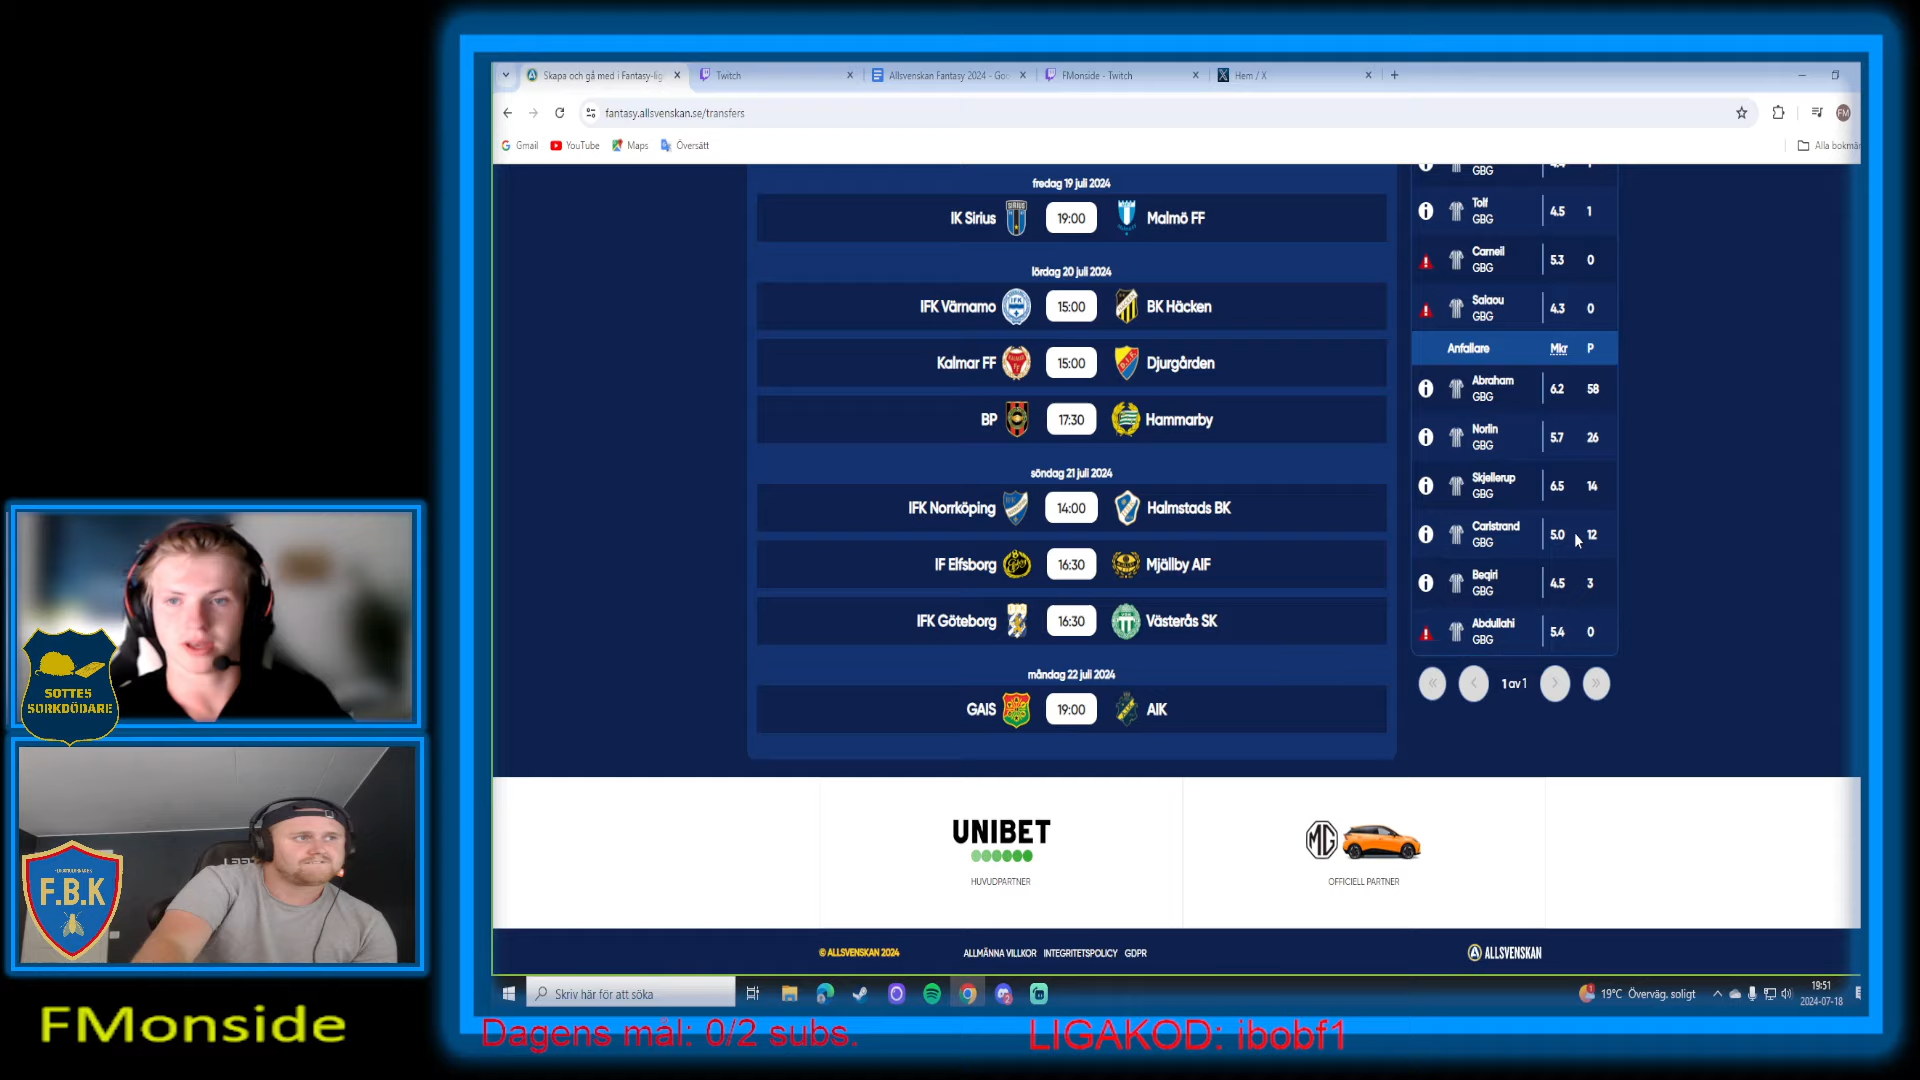 Skapa och gå med i Fantasy-lig
Twitch
Allsvenskan Fantasy 2024 - Goo
FMonside - Twitch
Hem / X
fantasy.allsvenskan.se/transfers
Gmail
YouTube
Maps
Översätt
Alla bokmär
fredag 19 juli 2024
IK Sirius 19:00 Malmö FF
lördag 20 juli 2024
IFK Värnamo 15:00 BK Häcken
Kalmar FF 15:00 Djurgården
BP 17:30 Hammarby
söndag 21 juli 2024
IFK Norrköping 14:00 Halmstads BK
IF Elfsborg 16:30 Mjällby AIF
IFK Göteborg 16:30 Västerås SK
måndag 22 juli 2024
GAIS 19:00 AIK
GBG
Tolf
GBG
4.5 1
Carneil
GBG
5.3 0
Salaou
GBG
4.3 0
Anfallare Mkr P
Abraham
GBG
6.2 58
Norlin
GBG
5.7 26
Skjellerup
GBG
6.5 14
Carlstrand
GBG
5.0 12
Beqiri
GBG
4.5 3
Abdullahi
GBG
5.4 0
1 av 1
UNIBET
HUVUDPARTNER
MG
OFFICIELL PARTNER
© ALLSVENSKAN 2024
ALLMÄNNA VILLKOR INTEGRITETSPOLICY GDPR
ALLSVENSKAN
Skriv här för att söka
19°C Överväg. soligt
19:51
2024-07-18
SOTTES
SORKDÖDARE
F.B.K
FMonside
Dagens mål: 0/2 subs.
LIGAKOD: ibobf1